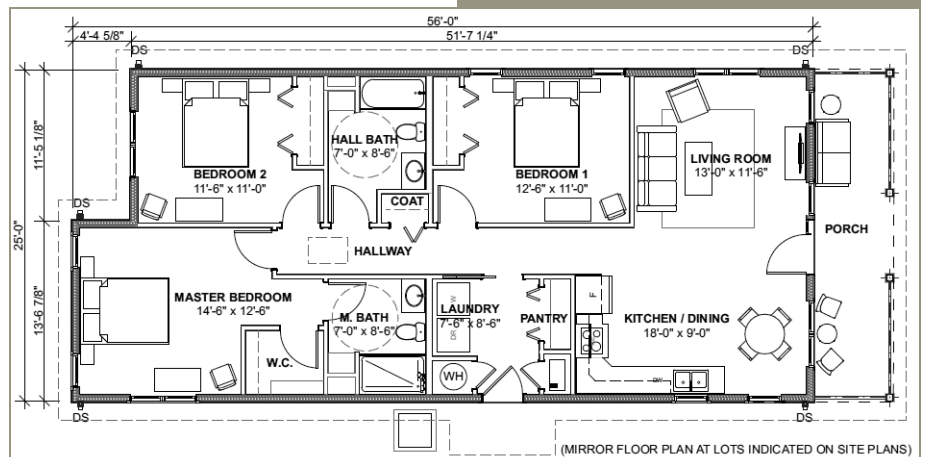 56'-0"
4'-4 5/8"
51'-7 1/4"
DS
DS
25'-0"
11'-5 1/8"
HALL BATH
7'-0" x 8'-6"
BEDROOM 2
11'-6" x 11'-0"
BEDROOM 1
12'-6" x 11'-0"
LIVING ROOM
13'-0" x 11'-6"
COAT
DS
PORCH
HALLWAY
13'-6 7/8"
MASTER BEDROOM
14'-6" x 12'-6"
M. BATH
7'-0" x 8'-6"
W
LAUNDRY
7'-6" x 8'-6"
DR
PANTRY
F
KITCHEN / DINING
18'-0" x 9'-0"
W.C.
WH
DW
DS
DS
(MIRROR FLOOR PLAN AT LOTS INDICATED ON SITE PLANS)